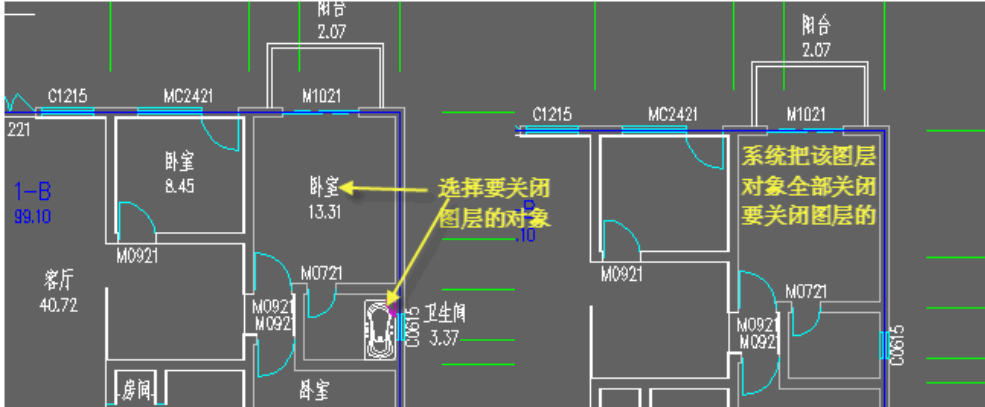 阳台
2.07
C1215
MC2421
M1021
221
卧室
8.45
1-B
99.10
卧室
13.31
选择要关闭
图层的对象
M0921
客厅
40.72
M0721
M0921
M0921
C0615
卫生间
3.37
房间
卧室
阳台
2.07
C1215
MC2421
M1021
系统把该图层
对象全部关闭
要关闭图层的
B
.10
M0921
M0721
M0921
M0921
C0615